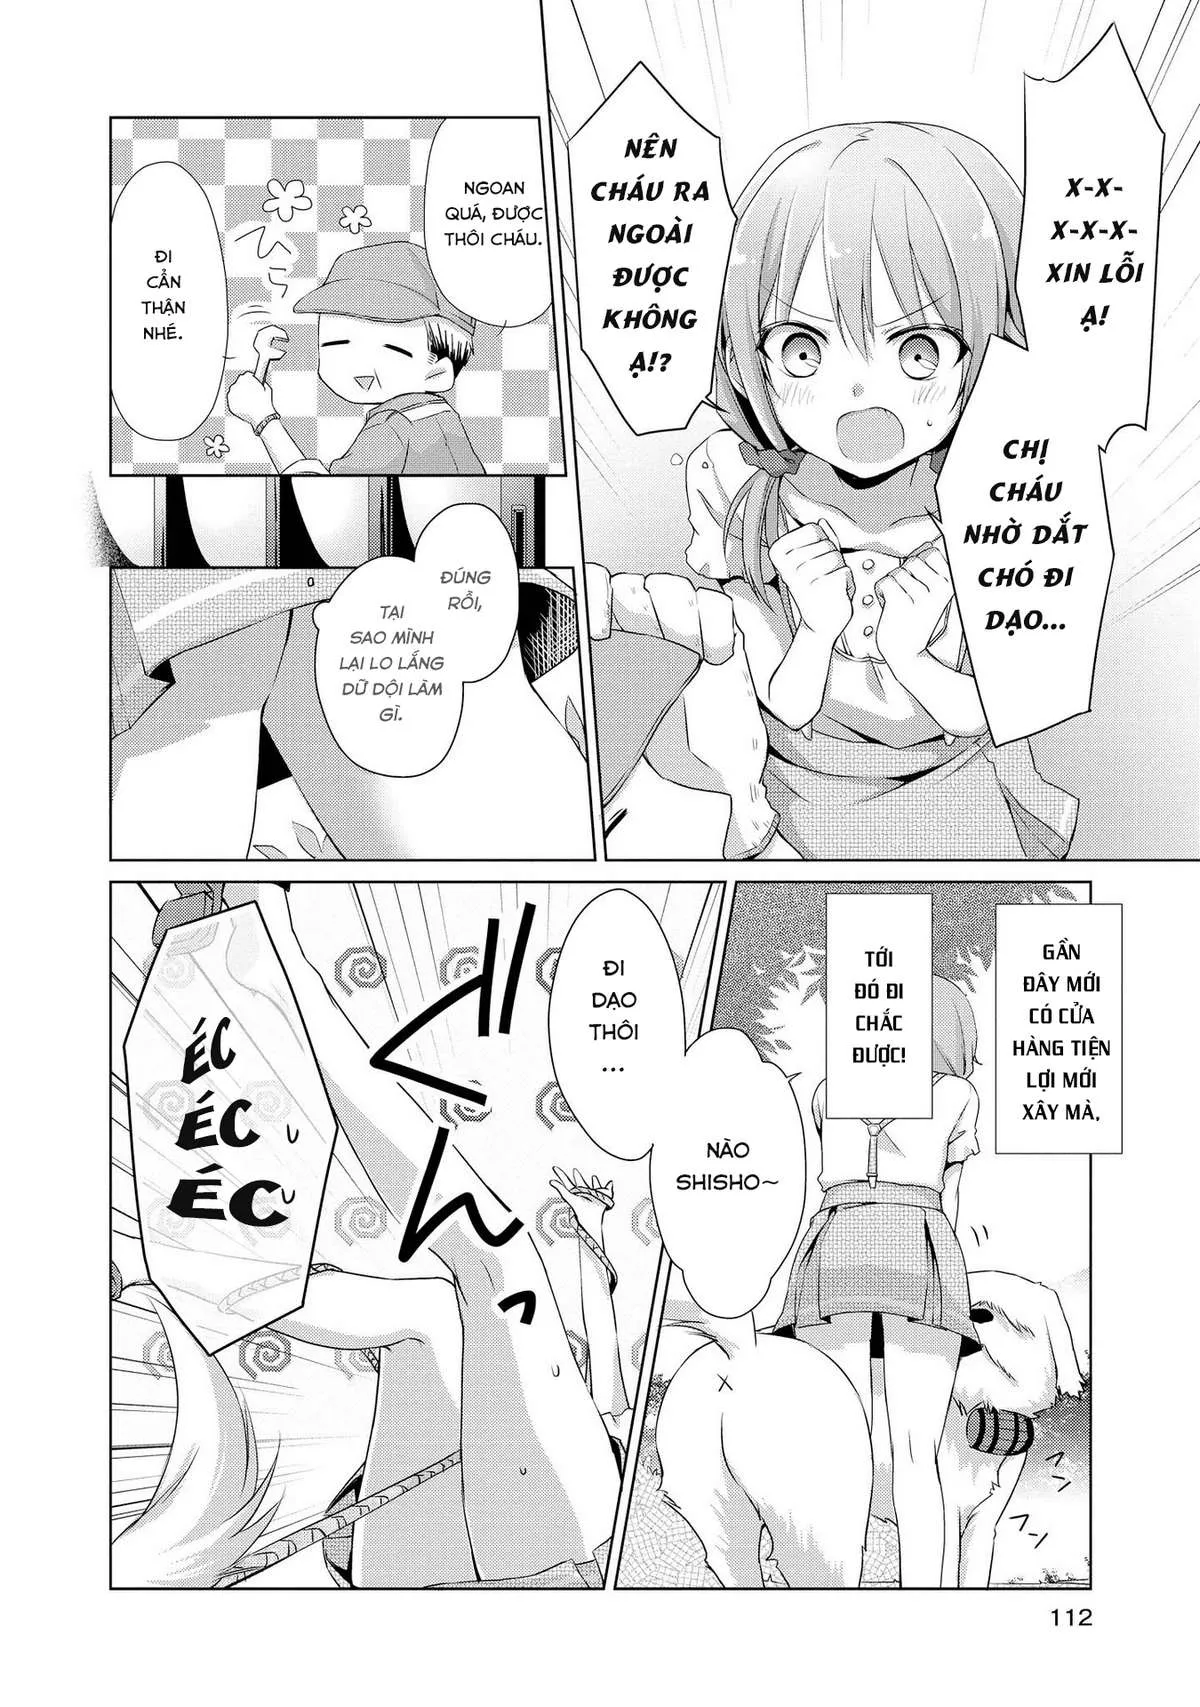 X-X-
X-X-X-
XIN LỖI
Ạ!
CHỊ
CHÁU
NHỜ DẮT
CHÓ ĐI
DẠO...
NÊN
CHÁU RA
NGOÀI
ĐƯỢC
KHÔNG
Ạ!?
NGOAN
QUÁ, ĐƯỢC
THÔI CHÁU.
ĐI
CẨN
THẬN
NHÉ.
ĐÚNG
RỒI,
TẠI
SAO MÌNH
LẠI LO LẮNG
DỮ DỘI LÀM
GÌ.
GẦN
ĐÂY MỚI
CÓ CỬA
HÀNG TIỆN
LỢI MỚI
XÂY MÀ,
TỚI
ĐÓ ĐI
CHẮC
ĐƯỢC!
NÀO
SHISHO~
ĐI
DẠO
THÔI
...
ぐんっ
ÉC
ÉC
ÉC
112